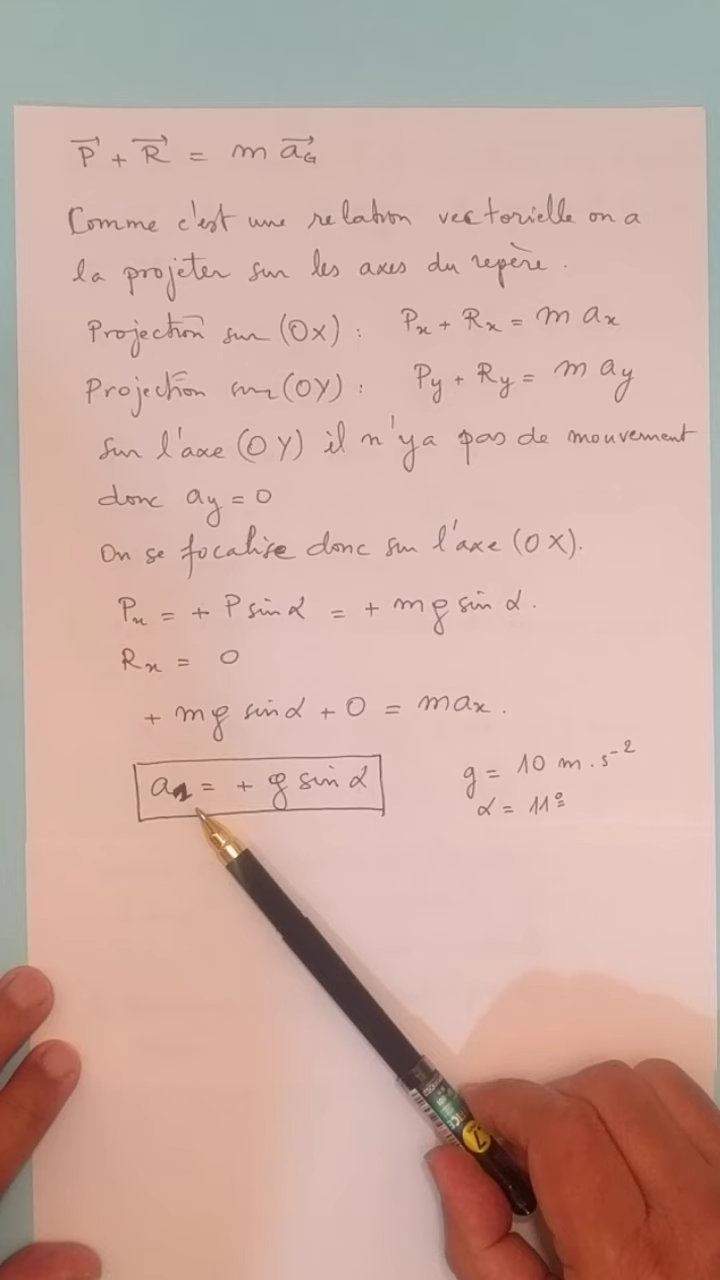 P⃗ + R⃗ = m a⃗G
Comme c'est une relation vectorielle on a
la projeter sur les axes du repère.
Projection sur (OX) : Px + Rx = m ax
Projection sur (OY) : Py + Ry = m ay
sur l'axe (OY) il n'y a pas de mouvement
donc ay = 0
On se focalise donc sur l'axe (OX).
Px = + P sin α = + mg sin α.
Rx = 0
+ mg sin α + 0 = max.
a1 = + g sin α
g = 10 m.s⁻²
α = 11°